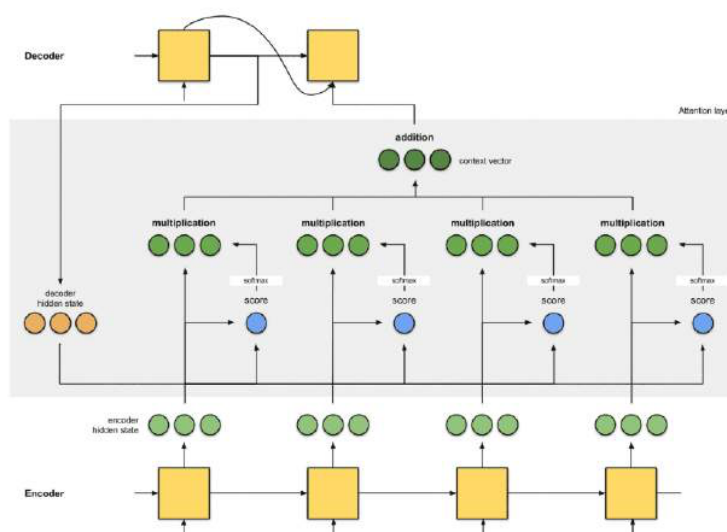 Decoder
Attention laye
addition
context vector
multiplication
multiplication
multiplication
multiplication
softmax
softmax
softmax
softmax
decoder
hidden state
score
score
score
score
encoder
hidden state
Encoder